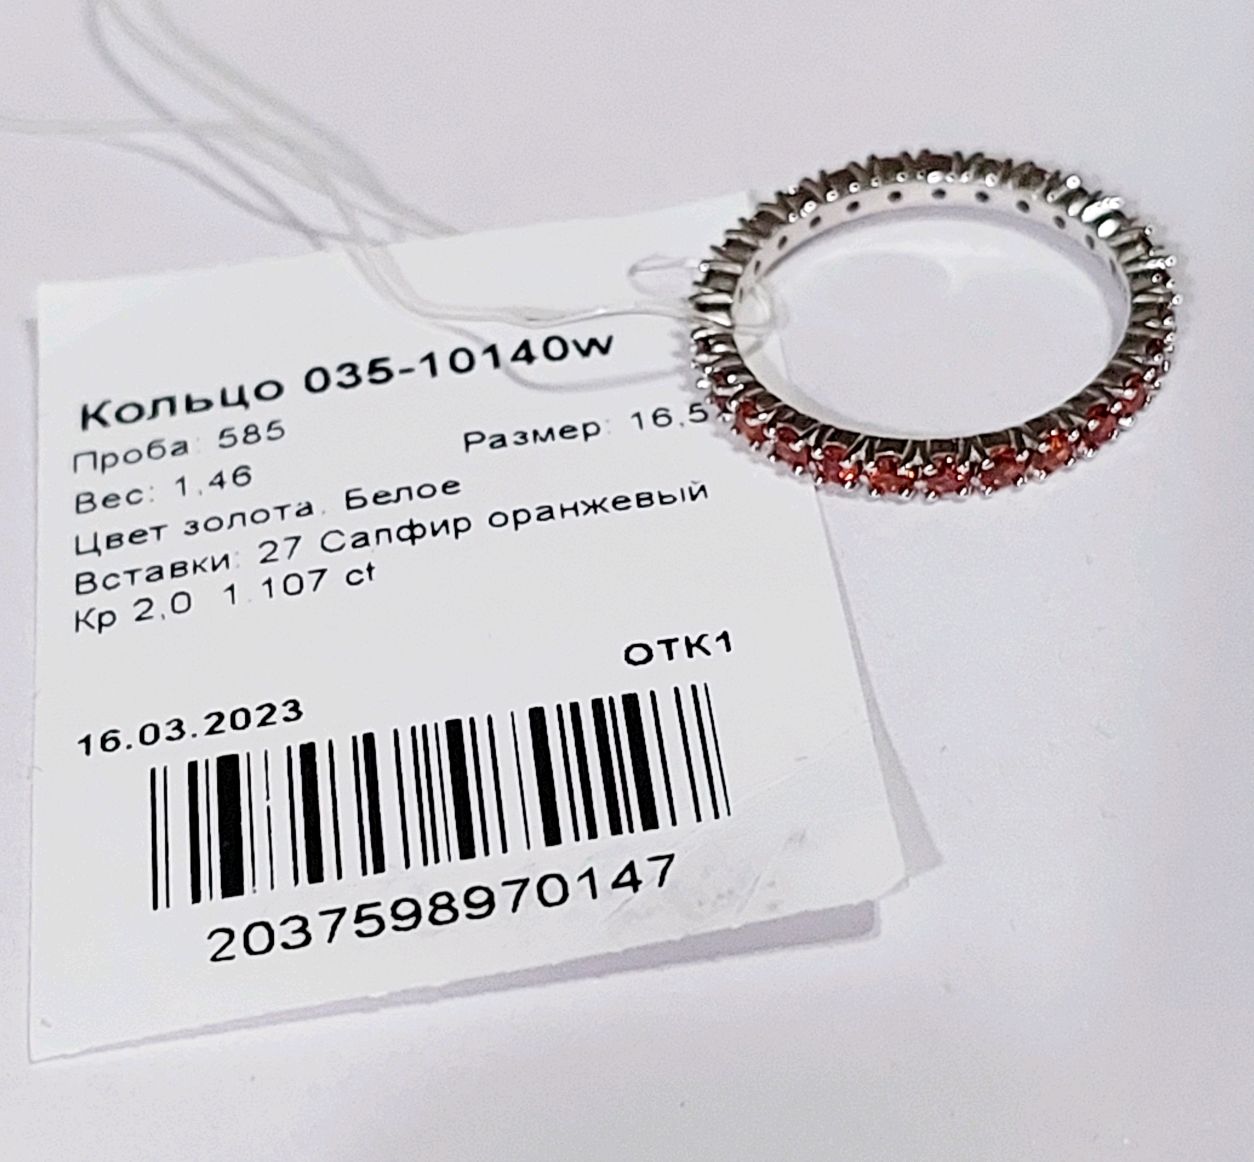 Кольцо 035-10140w
Проба: 585
Размер: 16,5
Вес: 1,46
Цвет золота: Белое
Вставки: 27 Сапфир оранжевый
Кр 2,0 1.107 ct
ОТК1
16.03.2023
2037598970147